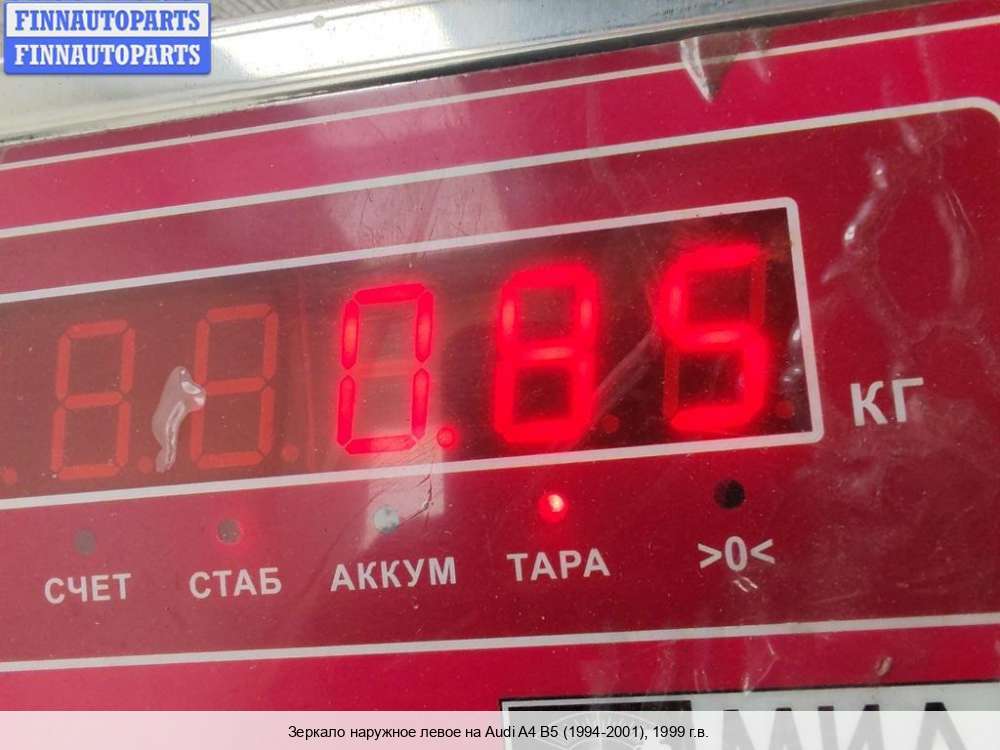 FINNAUTOPARTS
FINNAUTOPARTS
0.85
КГ
СЧЕТ СТАБ АККУМ ТАРА >0<
Зеркало наружное левое на Audi A4 B5 (1994-2001), 1999 г.в.